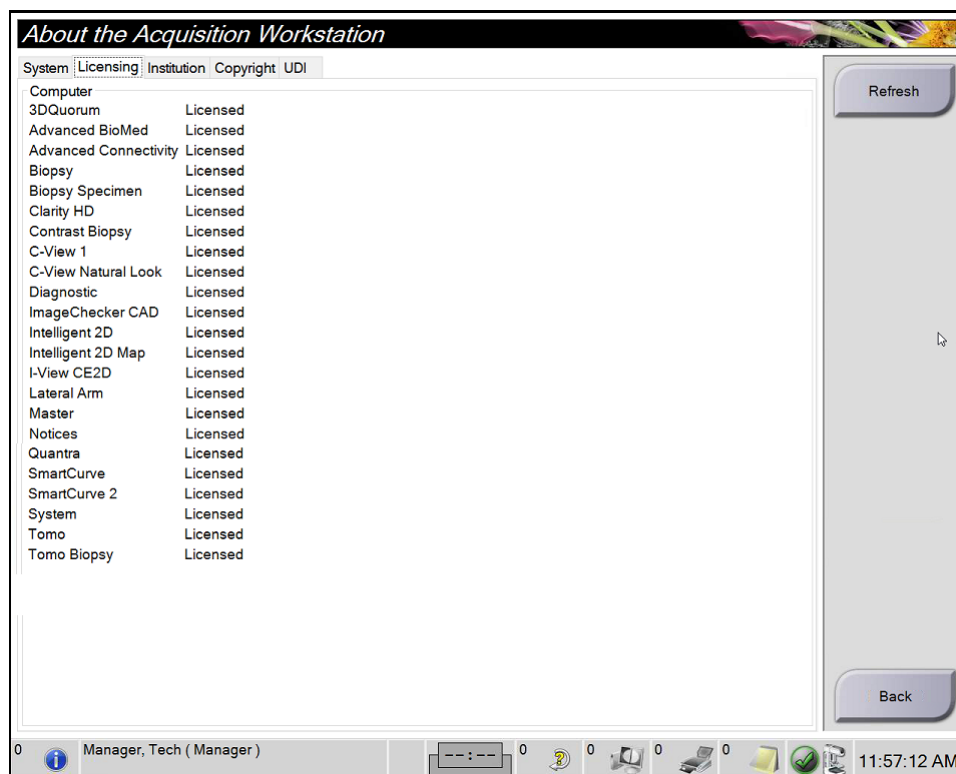 About the Acquisition Workstation
System Licensing Institution Copyright UDI
Refresh
Computer
3DQuorum Licensed
Advanced BioMed Licensed
Advanced Connectivity Licensed
Biopsy Licensed
Biopsy Specimen Licensed
Clarity HD Licensed
Contrast Biopsy Licensed
C-View 1 Licensed
C-View Natural Look Licensed
Diagnostic Licensed
ImageChecker CAD Licensed
Intelligent 2D Licensed
Intelligent 2D Map Licensed
I-View CE2D Licensed
Lateral Arm Licensed
Master Licensed
Notices Licensed
Quantra Licensed
SmartCurve Licensed
SmartCurve 2 Licensed
System Licensed
Tomo Licensed
Tomo Biopsy Licensed
Back
0 Manager, Tech ( Manager ) --:-- 0 0 0 0 11:57:12 AM